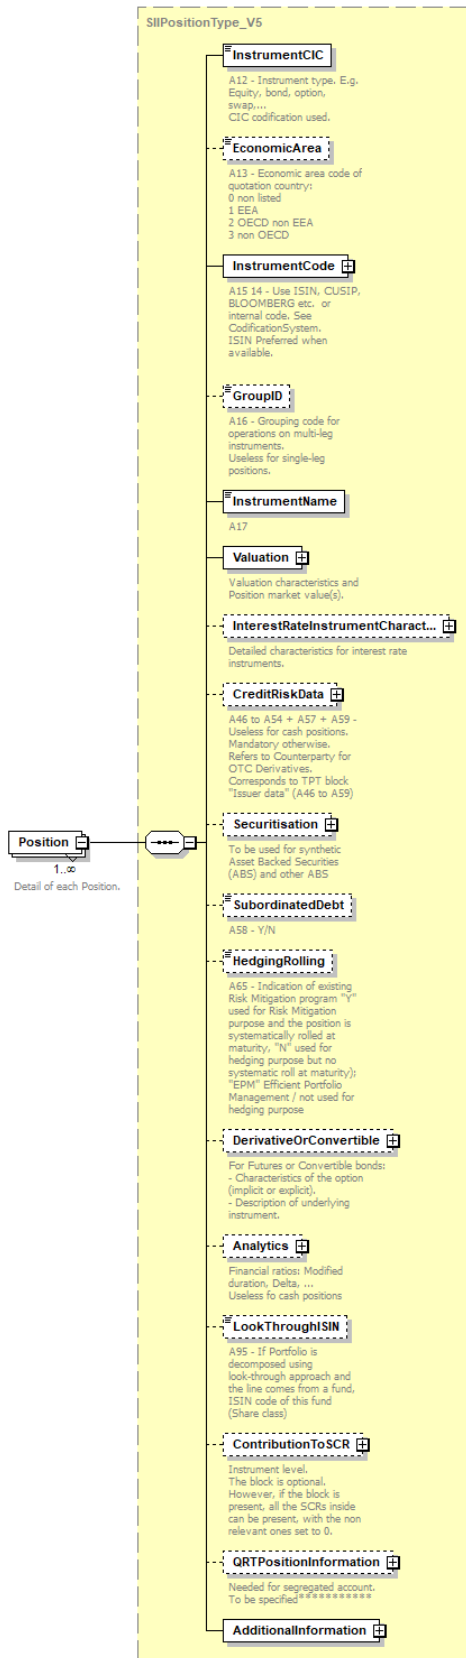 SIIPositionType_V5
InstrumentCIC
A12 - Instrument type. E.g.
Equity, bond, option,
swap,...
CIC codification used.
EconomicArea
A13 - Economic area code of
quotation country:
0 non listed
1 EEA
2 OECD non EEA
3 non OECD
InstrumentCode
A15 14 - Use ISIN, CUSIP,
BLOOMBERG etc. or
internal code. See
CodificationSystem.
ISIN Preferred when
available.
GroupID
A16 - Grouping code for
operations on multi-leg
instruments.
Useless for single-leg
positions.
InstrumentName
A17
Valuation
Valuation characteristics and
Position market value(s).
InterestRateInstrumentCharact...
Detailed characteristics for interest rate
instruments.
CreditRiskData
A46 to A54 + A57 + A59 -
Useless for cash positions.
Mandatory otherwise.
Refers to Counterparty for
OTC Derivatives.
Corresponds to TPT block
"Issuer data" (A46 to A59)
Securitisation
To be used for synthetic
Asset Backed Securities
(ABS) and other ABS
Position
1..∞
Detail of each Position.
SubordinatedDebt
A58 - Y/N
HedgingRolling
A65 - Indication of existing
Risk Mitigation program "Y"
used for Risk Mitigation
purpose and the position is
systematically rolled at
maturity, "N" used for
hedging purpose but no
systematic roll at maturity);
"EPM" Efficient Portfolio
Management / not used for
hedging purpose
DerivativeOrConvertible
For Futures or Convertible bonds:
- Characteristics of the option
(implicit or explicit).
- Description of underlying
instrument.
Analytics
Financial ratios: Modified
duration, Delta, ...
Useless fo cash positions
LookThroughISIN
A95 - If Portfolio is
decomposed using
look-through approach and
the line comes from a fund,
ISIN code of this fund
(Share class)
ContributionToSCR
Instrument level.
The block is optional.
However, if the block is
present, all the SCRs inside
can be present, with the non
relevant ones set to 0.
QRTPositionInformation
Needed for segregated account.
To be specified***********
AdditionalInformation